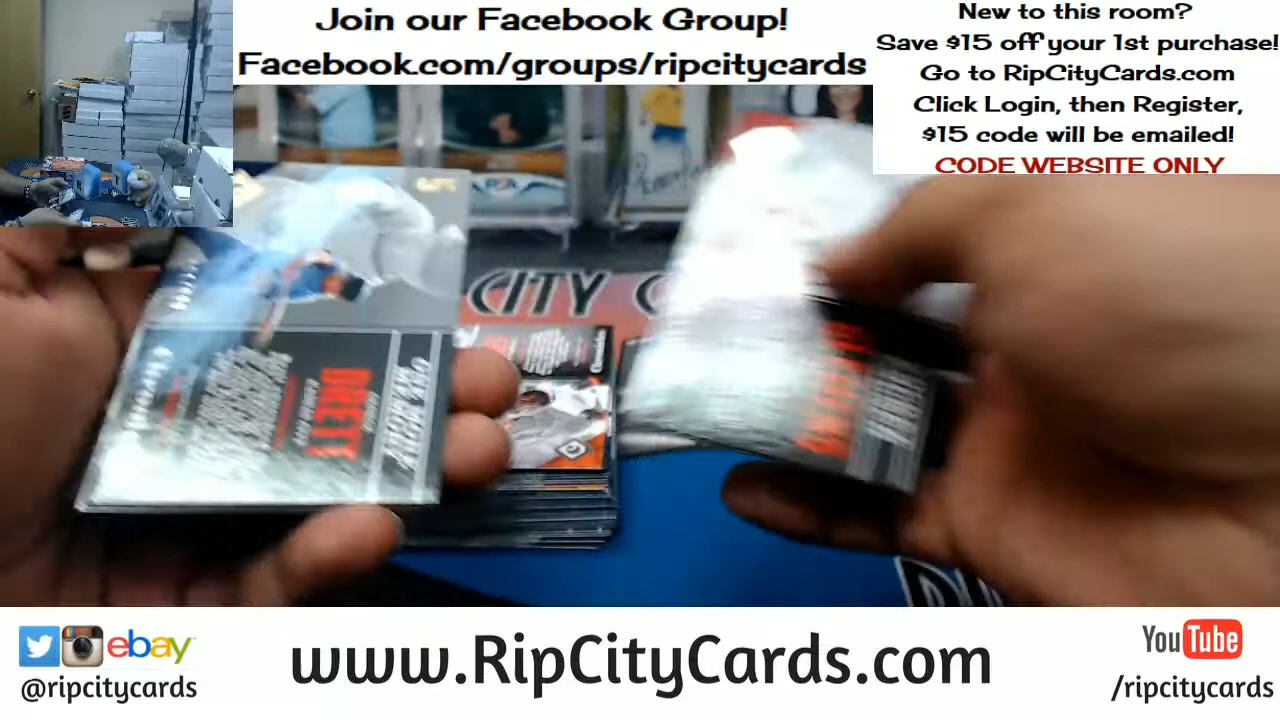 Join our Facebook Group!
Facebook.com/groups/ripcitycards
New to this room?
Save $15 off your 1st purchase!
Go to RipCityCards.com
Click Login, then Register,
$15 code will be emailed!
CODE WEBSITE ONLY
PSA
CITY C
BRETT
ebay
@ripcitycards
www.RipCityCards.com
YouTube
/ripcitycards